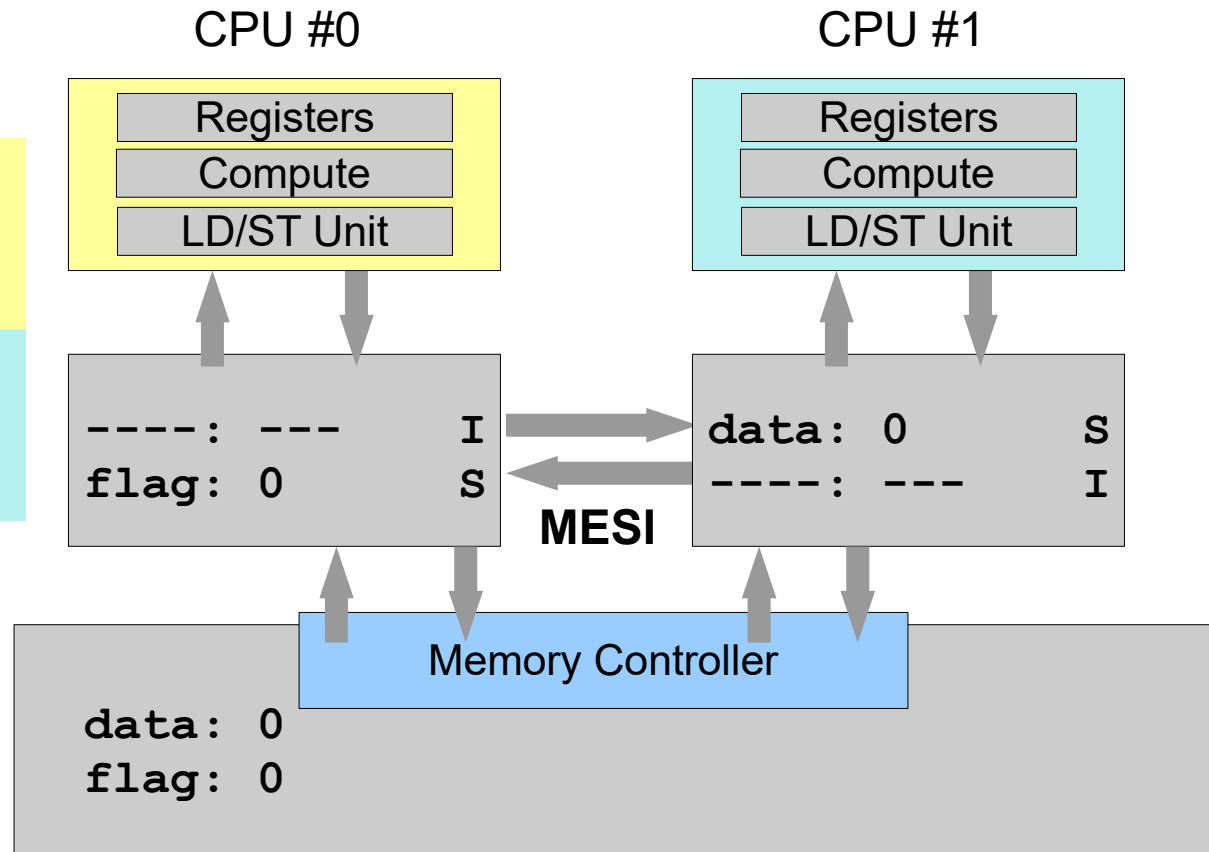 CPU #0
CPU #1
Registers
Compute
LD/ST Unit
Registers
Compute
LD/ST Unit
----: --- I
flag: 0 S
data: 0 S
----: --- I
MESI
Memory Controller
data: 0
flag: 0